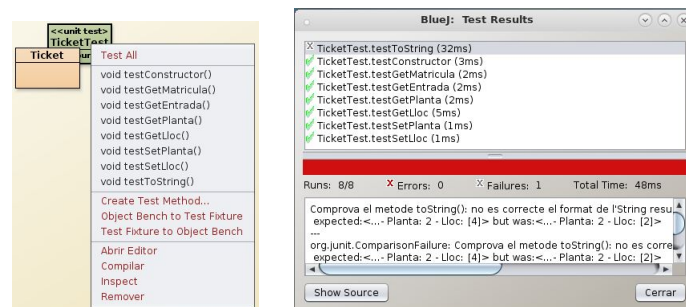 <<unit test>>
TicketTest
Ticket
Test All
void testConstructor()
void testGetMatricula()
void testGetEntrada()
void testGetPlanta()
void testGetLloc()
void testSetPlanta()
void testSetLloc()
void testToString()
Create Test Method...
Object Bench to Test Fixture
Test Fixture to Object Bench
Abrir Editor
Compilar
Inspect
Remover
BlueJ: Test Results
X TicketTest.testToString (32ms)
TicketTest.testConstructor (3ms)
TicketTest.testGetMatricula (2ms)
TicketTest.testGetEntrada (2ms)
TicketTest.testGetPlanta (2ms)
TicketTest.testGetLloc (5ms)
TicketTest.testSetPlanta (1ms)
TicketTest.testSetLloc (1ms)
Runs: 8/8 X Errors: 0 X Failures: 1 Total Time: 48ms
Comprova el metode toString(): no es correcte el format de l'String resu
expected:<...- Planta: 2 - Lloc: [4]> but was:<...- Planta: 2 - Lloc: [2]>
---
org.junit.ComparisonFailure: Comprova el metode toString(): no es corre
expected:<...- Planta: 2 - Lloc: [4]> but was:<...- Planta: 2 - Lloc: [2]>
Show Source
Cerrar